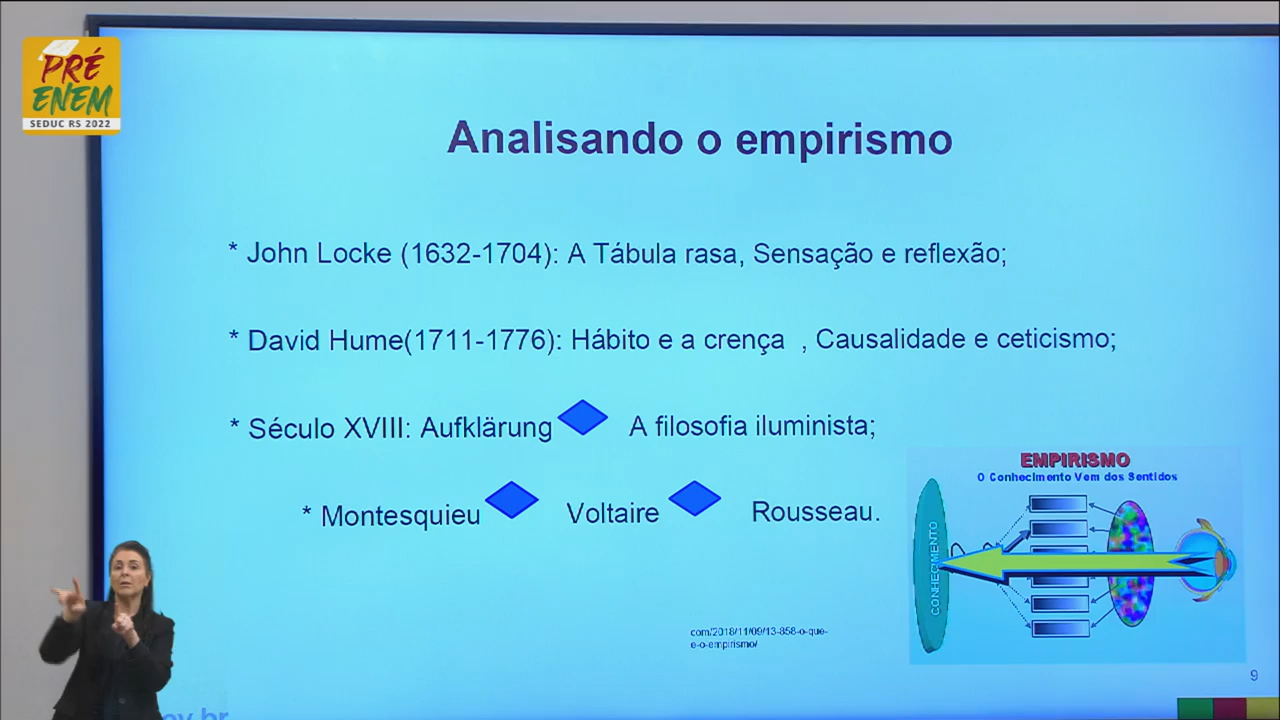 PRÉ
ENEM
SEDUC RS 2022
Analisando o empirismo
* John Locke (1632-1704): A Tábula rasa, Sensação e reflexão;
* David Hume(1711-1776): Hábito e a crença , Causalidade e ceticismo;
* Século XVIII: Aufklärung A filosofia iluminista;
* Montesquieu Voltaire Rousseau.
EMPIRISMO
O Conhecimento Vem dos Sentidos
CONHECIMENTO
com/2018/11/09/13-858-o-que-
e-o-empirismo/
9
ov.br